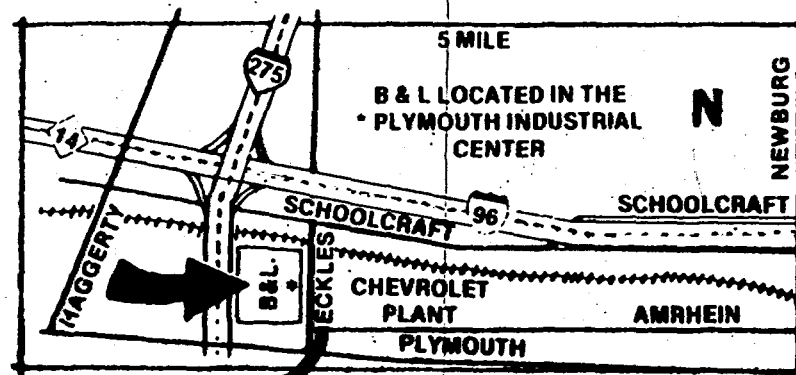 5 MILE
275
B & L LOCATED IN THE
* PLYMOUTH INDUSTRIAL
CENTER
N
NEWBURG
14
SCHOOLCRAFT
96
SCHOOLCRAFT
HAGGERTY
B&L.
*
ECKLES
CHEVROLET
PLANT
AMRHEIN
PLYMOUTH